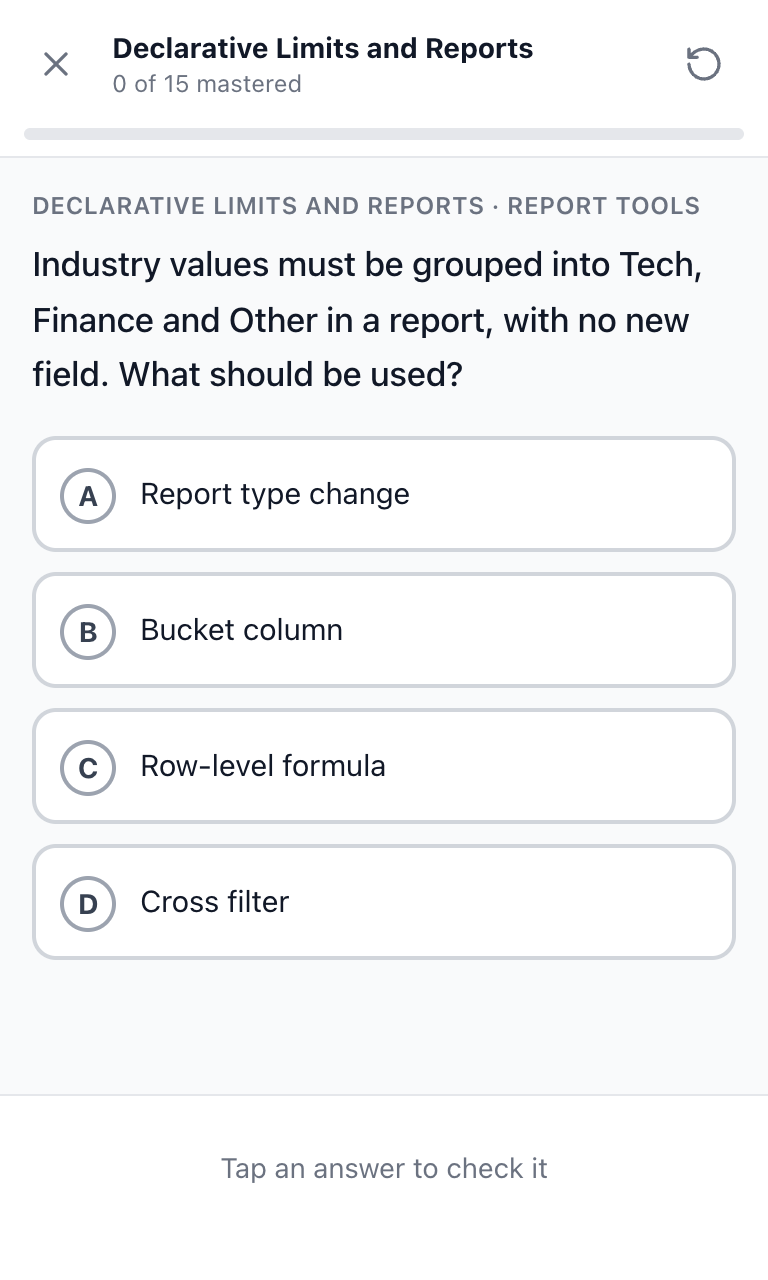 Declarative Limits and Reports
0 of 15 mastered
DECLARATIVE LIMITS AND REPORTS · REPORT TOOLS
Industry values must be grouped into Tech,
Finance and Other in a report, with no new
field. What should be used?
A Report type change
B Bucket column
C Row-level formula
D Cross filter
Tap an answer to check it